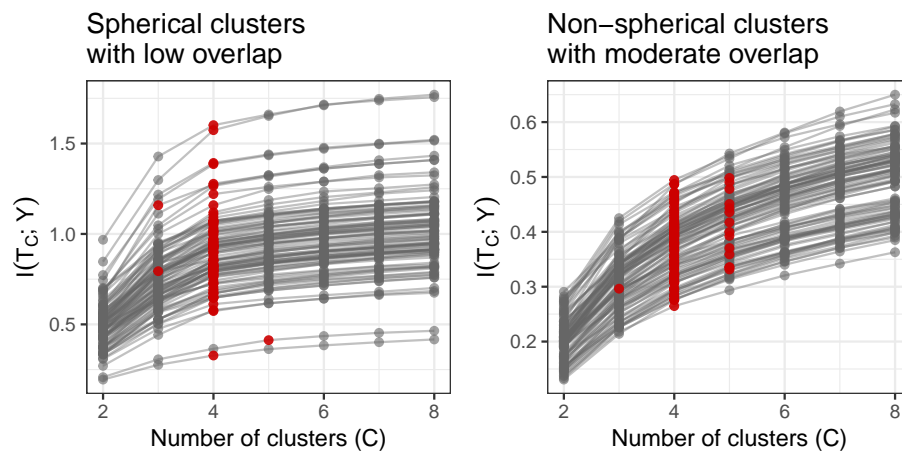 Spherical clusters
with low overlap
I(T_C; Y)
1.5
1.0
0.5
2 4 6 8
Number of clusters (C)
Non−spherical clusters
with moderate overlap
I(T_C; Y)
0.6
0.5
0.4
0.3
0.2
2 4 6 8
Number of clusters (C)